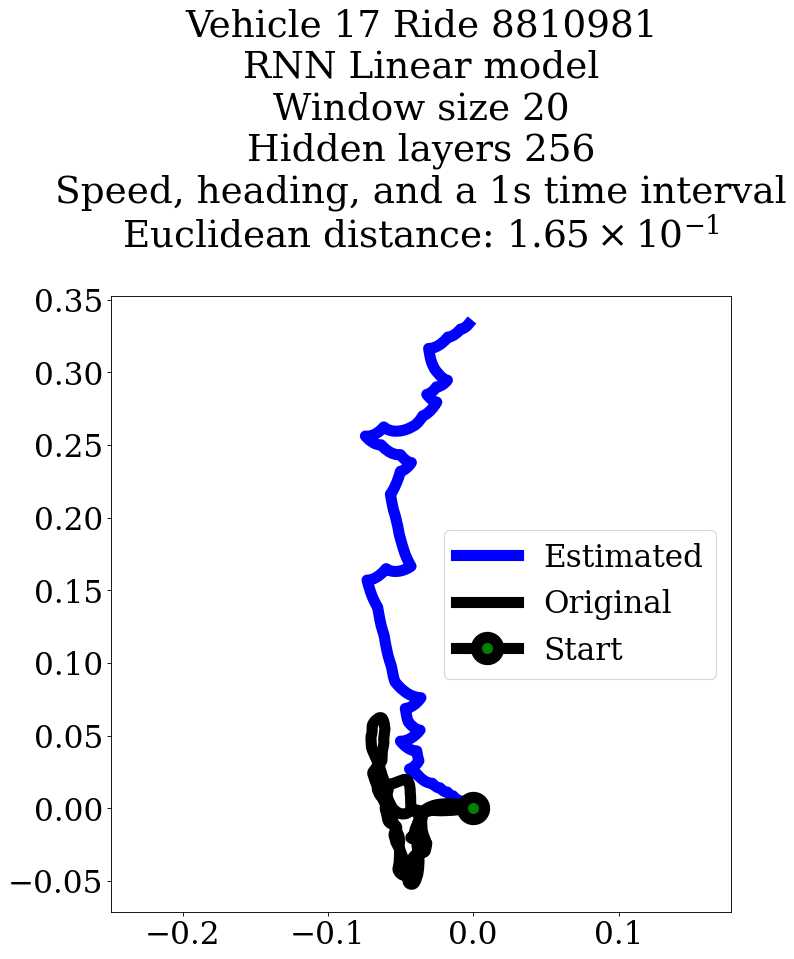 Vehicle 17 Ride 8810981
RNN Linear model
Window size 20
Hidden layers 256
Speed, heading, and a 1s time interval
Euclidean distance: 1.65 × 10⁻¹
0.35
0.30
0.25
0.20
0.15
0.10
0.05
0.00
−0.05
Estimated
Original
Start
−0.2 −0.1 0.0 0.1